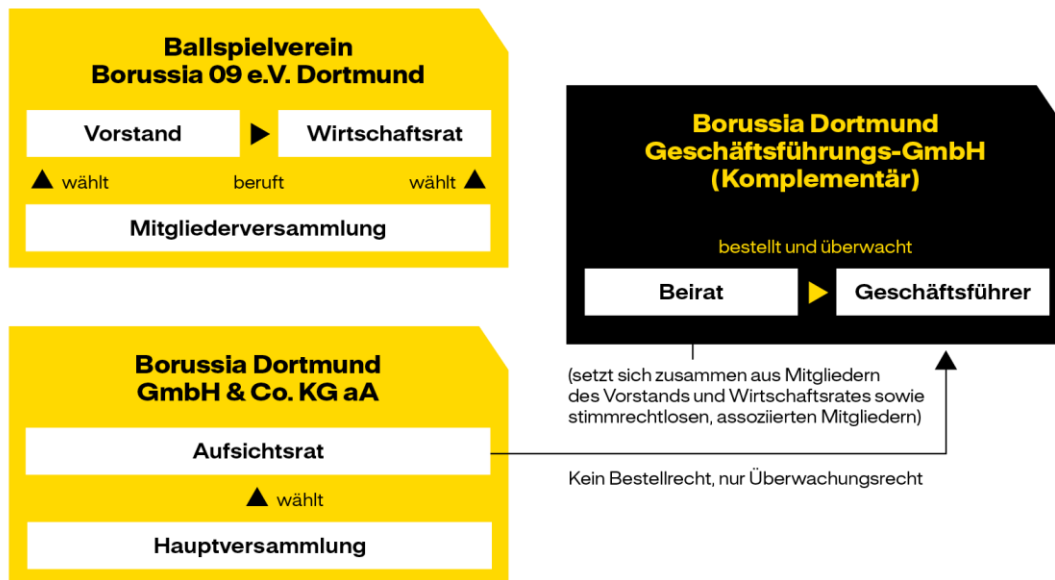 Ballspielverein
Borussia 09 e.V. Dortmund
Vorstand
Wirtschaftsrat
wählt
beruft
wählt
Mitgliederversammlung
Borussia Dortmund
Geschäftsführungs-GmbH
(Komplementär)
bestellt und überwacht
Beirat
Geschäftsführer
(setzt sich zusammen aus Mitgliedern
des Vorstands und Wirtschaftsrates sowie
stimmrechtlosen, assoziierten Mitgliedern)
Borussia Dortmund
GmbH & Co. KG aA
Aufsichtsrat
Kein Bestellrecht, nur Überwachungsrecht
wählt
Hauptversammlung